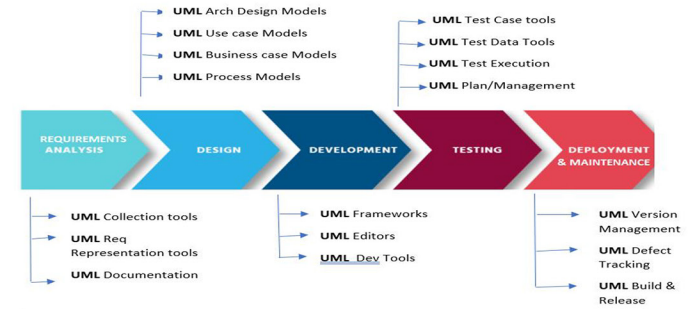 UML Arch Design Models
UML Use case Models
UML Business case Models
UML Process Models
UML Test Case tools
UML Test Data Tools
UML Test Execution
UML Plan/Management
REQUIREMENTS
ANALYSIS
DESIGN
DEVELOPMENT
TESTING
DEPLOYMENT
& MAINTENANCE
UML Collection tools
UML Req
Representation tools
UML Documentation
UML Frameworks
UML Editors
UML Dev Tools
UML Version
Management
UML Defect
Tracking
UML Build &
Release